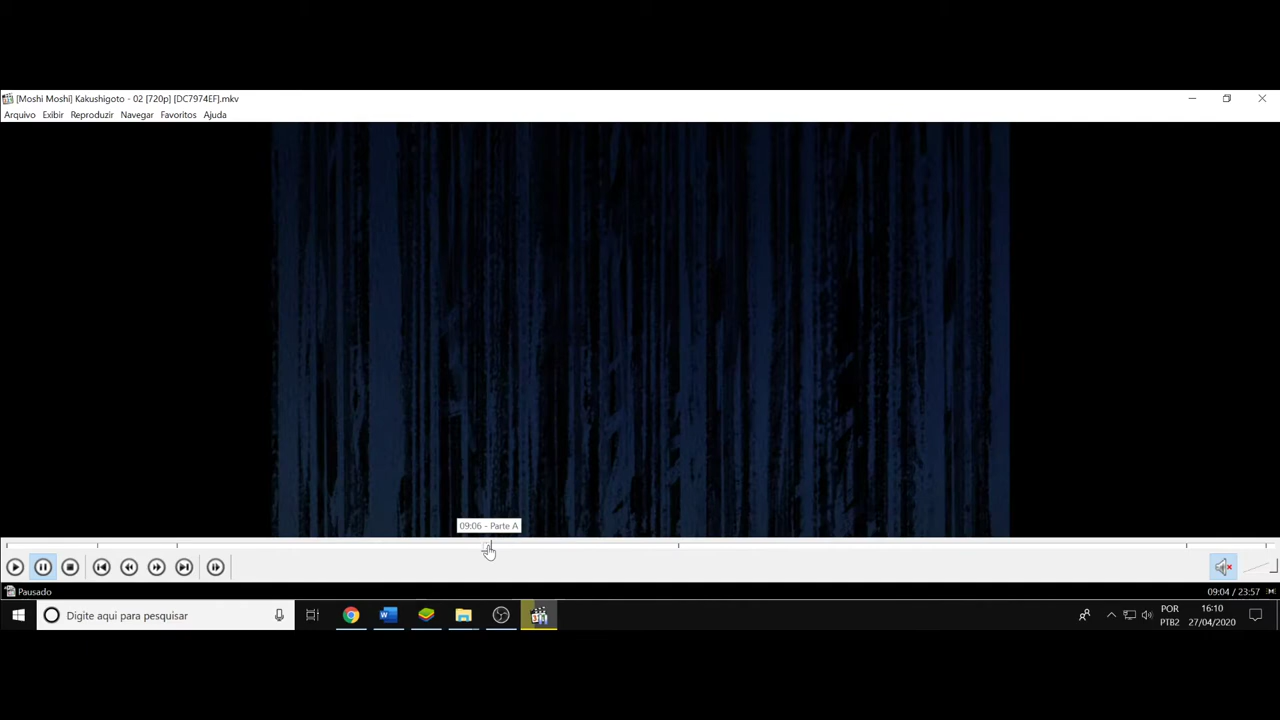 [Moshi Moshi] Kakushigoto - 02 [720p] [DC7974EF].mkv
Arquivo Exibir Reproduzir Navegar Favoritos Ajuda
09:06 - Parte A
Pausado
09:04 / 23:57
Digite aqui para pesquisar
POR
PTB2
16:10
27/04/2020